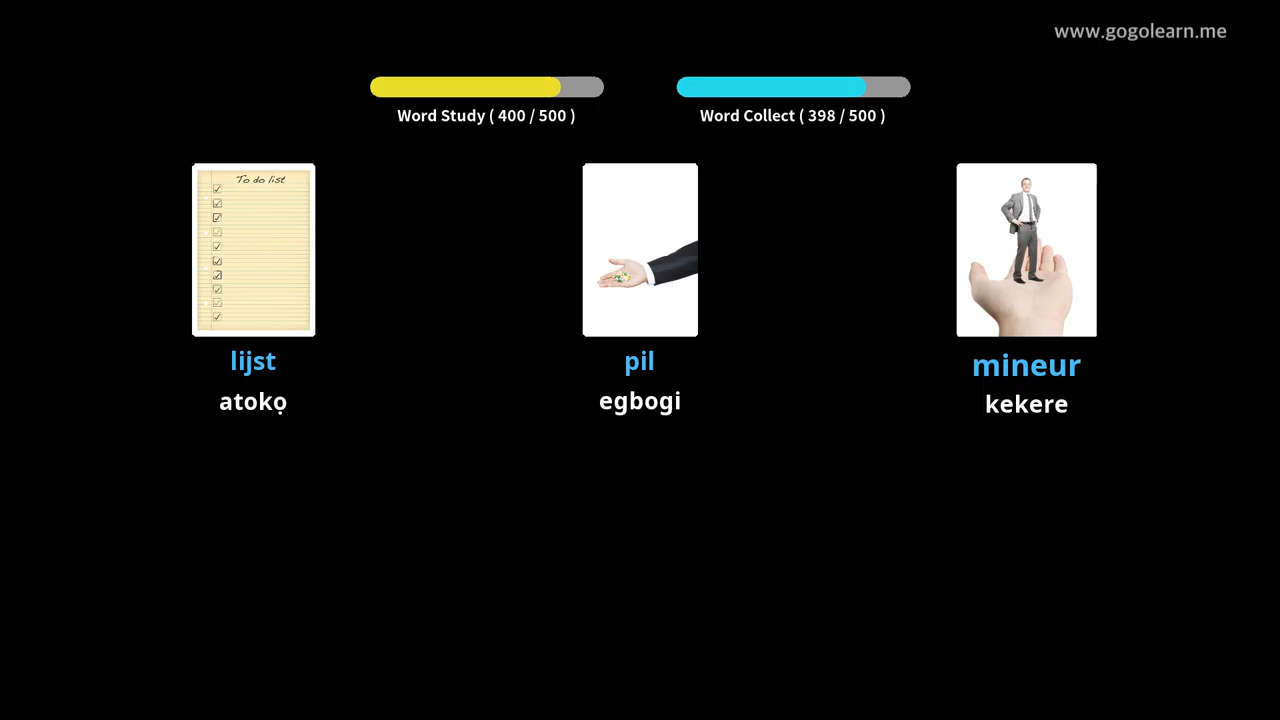 www.gogolearn.me
Word Study ( 400 / 500 )
Word Collect ( 398 / 500 )
To do list
lijst
pil
mineur
atokọ
egbogi
kekere